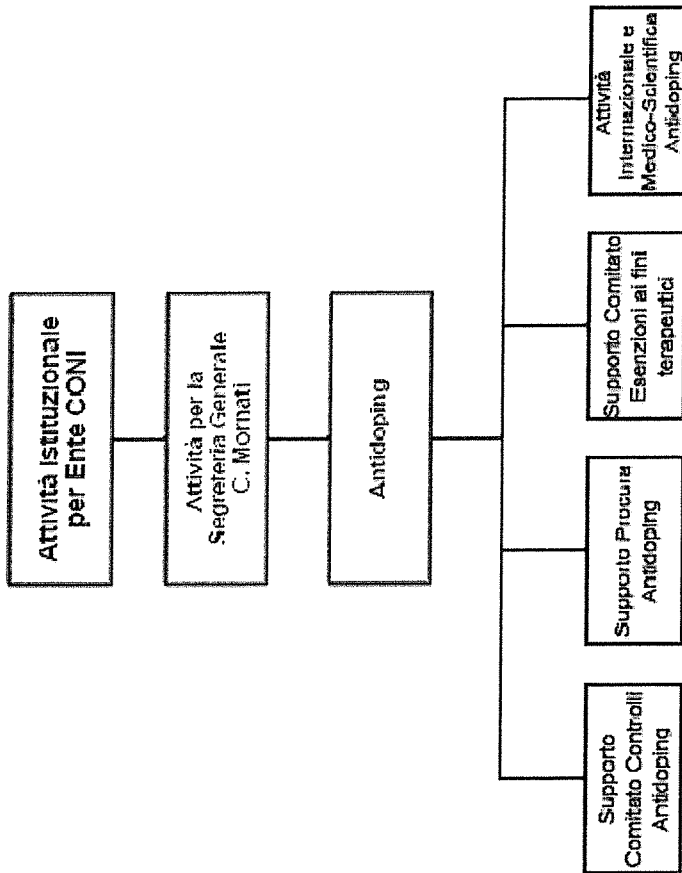 Attività Istituzionale
per Ente CONI
Attività per la
Segreteria Generale
C. Mornati
Antidoping
Supporto
Comitato Controlli
Antidoping
Supporto Procura
Antidoping
Supporto Comitato
Esenzioni ai fini
terapeutici
Attività
Internazionale e
Medico-Scientifica
Antidoping